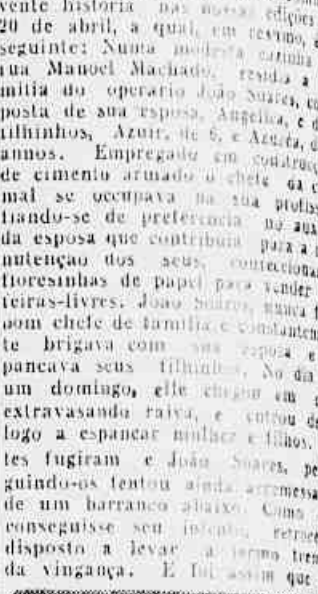 vente historia nas nossas edições
20 de abril, a qual, em resumo, é
seguinte: Numa modesta casinha
rua Manoel Machado, residia a
milia do operario João Soares, co
posta de sua esposa, Angelica, e d
filhinhos, Azuir, de 6, e Azuréa, d
annos. Empregado em construcç
de cimento armado o chefe da c
mal se occupava na sua profiss
fiando-se de preferencia no aux
da esposa que contribuia para a m
nutenção dos seus, confeccionan
floresinhas de papel para vender
feiras-livres. João Soares, nunca f
bom chefe de familia e constantem
te brigava com sua esposa e
pancava seus filhinhos. No dia
um domingo, elle chegou em c
extravasando raiva, e entrou de
logo a espancar mulher e filhos.
tes fugiram e João Soares, pe
guindo-os tentou ainda arremessa
de um barranco abaixo. Como
conseguisse seu intento, retroce
disposto a levar a termo trem
da vingança. E foi assim que